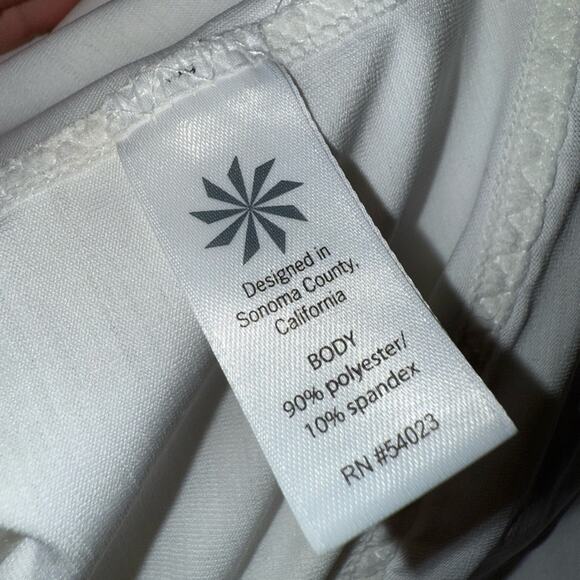 Designed in
Sonoma County,
California
BODY
90% polyester/
10% spandex
RN #54023